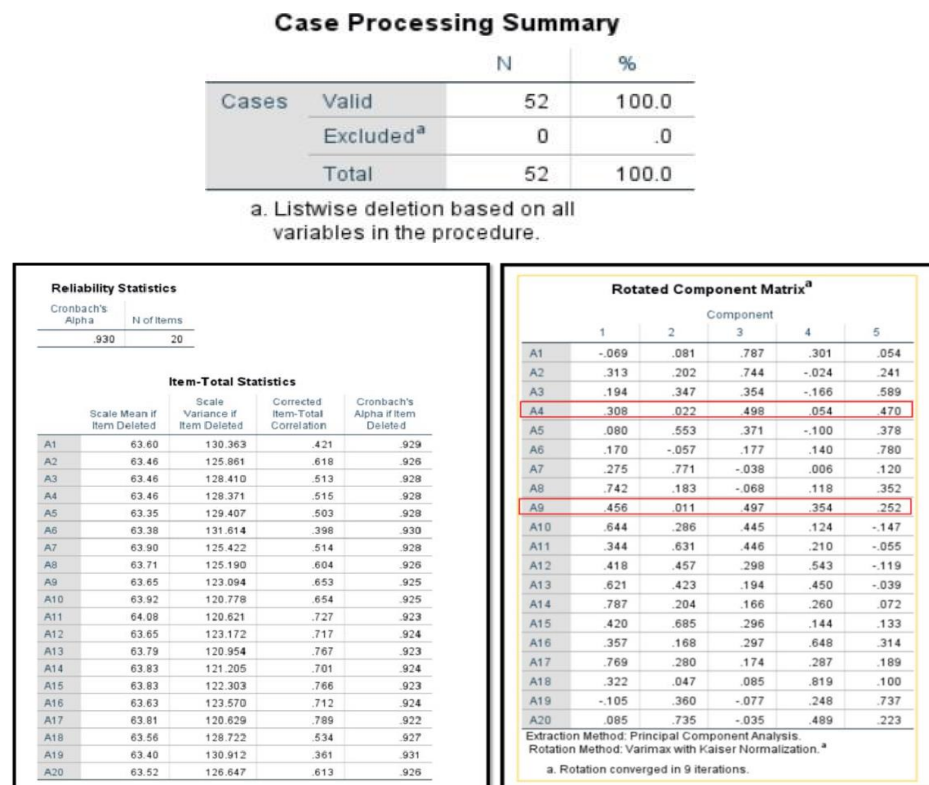 Case Processing Summary
N %
Cases Valid 52 100.0
Excludedᵃ 0 .0
Total 52 100.0
a. Listwise deletion based on all
variables in the procedure.
Reliability Statistics
Cronbach's
Alpha N of Items
.930 20
Item-Total Statistics
Scale Mean if
Item Deleted Scale
Variance if
Item Deleted Corrected
Item-Total
Correlation Cronbach's
Alpha if Item
Deleted
A1 63.60 130.363 .421 .929
A2 63.46 125.861 .618 .926
A3 63.46 128.410 .513 .928
A4 63.46 128.371 .515 .928
A5 63.35 129.407 .503 .928
A6 63.38 131.614 .398 .930
A7 63.90 125.422 .514 .928
A8 63.71 125.190 .604 .926
A9 63.65 123.094 .653 .925
A10 63.92 120.778 .654 .925
A11 64.08 120.621 .727 .923
A12 63.65 123.172 .717 .924
A13 63.79 120.954 .767 .923
A14 63.83 121.205 .701 .924
A15 63.83 122.303 .766 .923
A16 63.63 123.570 .712 .924
A17 63.81 120.629 .789 .922
A18 63.56 128.722 .534 .927
A19 63.40 130.912 .361 .931
A20 63.52 126.647 .613 .926
Rotated Component Matrixᵃ
Component
1 2 3 4 5
A1 -.069 .081 .787 .301 .054
A2 .313 .202 .744 -.024 .241
A3 .194 .347 .354 -.166 .589
A4 .308 .022 .498 .054 .470
A5 .080 .553 .371 -.100 .378
A6 .170 -.057 .177 .140 .780
A7 .275 .771 -.038 .006 .120
A8 .742 .183 -.068 .118 .352
A9 .456 .011 .497 .354 .252
A10 .644 .286 .445 .124 -.147
A11 .344 .631 .446 .210 -.055
A12 .418 .457 .298 .543 -.119
A13 .621 .423 .194 .450 -.039
A14 .787 .204 .166 .260 .072
A15 .420 .685 .296 .144 .133
A16 .357 .168 .297 .648 .314
A17 .769 .280 .174 .287 .189
A18 .322 .047 .085 .819 .100
A19 -.105 .360 -.077 .248 .737
A20 .085 .735 -.035 .489 .223
Extraction Method: Principal Component Analysis.
Rotation Method: Varimax with Kaiser Normalization.ᵃ
a. Rotation converged in 9 iterations.